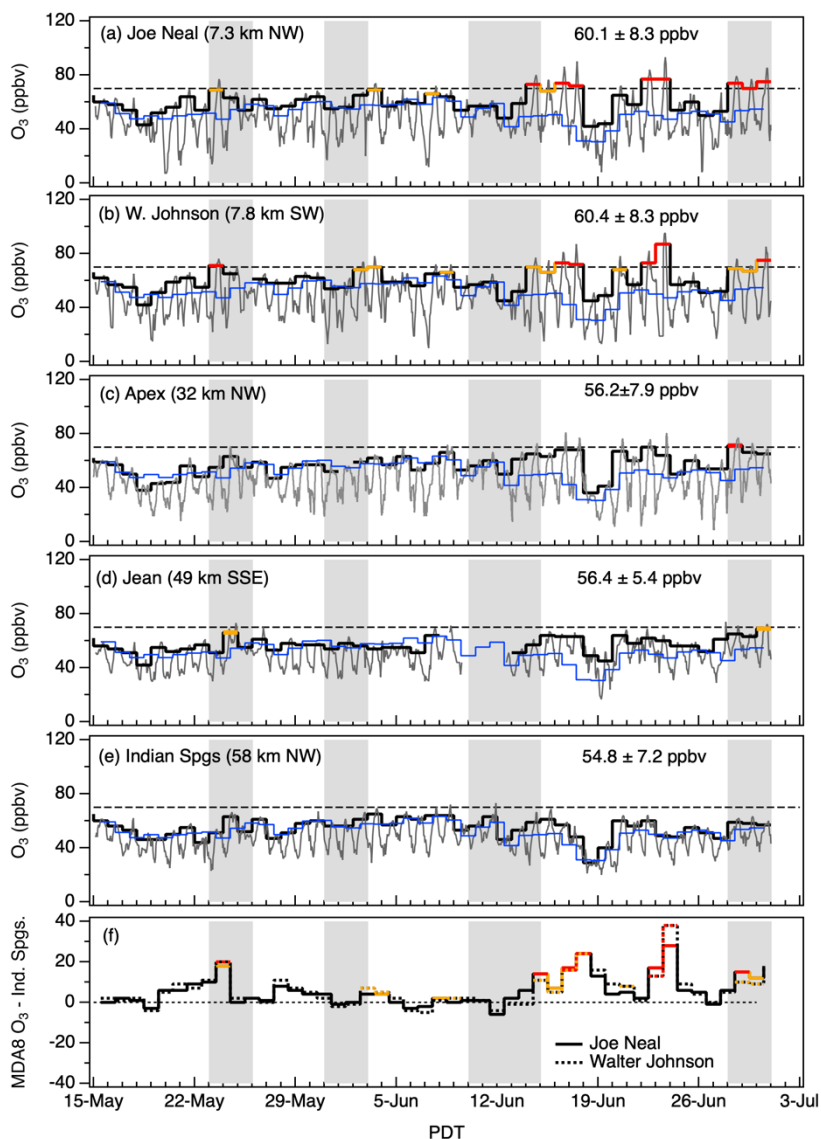 (a) Joe Neal (7.3 km NW)
60.1 ± 8.3 ppbv
O3 (ppbv)
120
80
40
0
(b) W. Johnson (7.8 km SW)
60.4 ± 8.3 ppbv
O3 (ppbv)
120
80
40
0
(c) Apex (32 km NW)
56.2±7.9 ppbv
O3 (ppbv)
120
80
40
0
(d) Jean (49 km SSE)
56.4 ± 5.4 ppbv
O3 (ppbv)
120
80
40
0
(e) Indian Spgs (58 km NW)
54.8 ± 7.2 ppbv
O3 (ppbv)
120
80
40
0
(f)
MDA8 O3 - Ind. Spgs.
40
20
0
-20
-40
Joe Neal
Walter Johnson
15-May 22-May 29-May 5-Jun 12-Jun 19-Jun 26-Jun 3-Jul
PDT